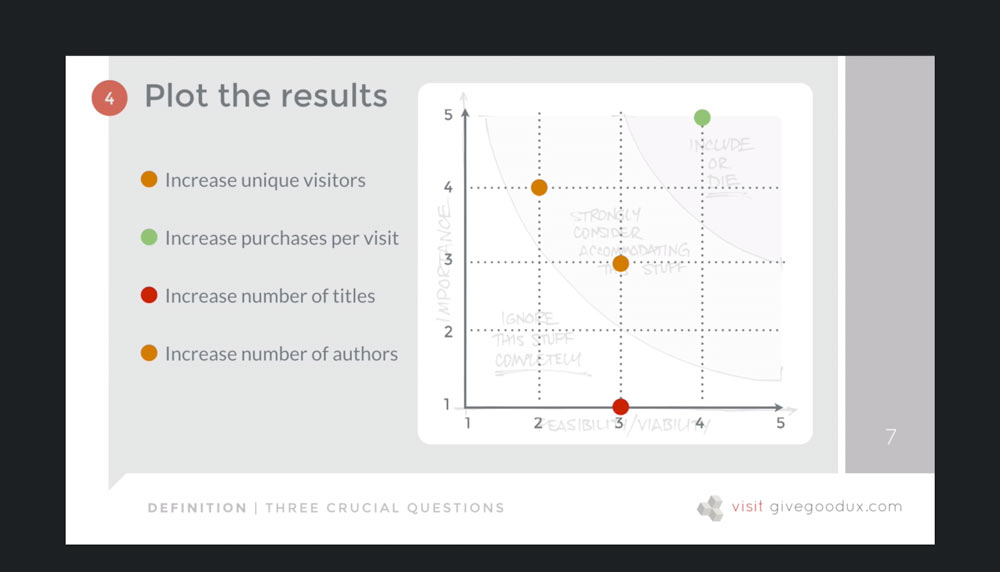 4 Plot the results
Increase unique visitors
Increase purchases per visit
Increase number of titles
Increase number of authors
5
4
3
2
1
IMPORTANCE
INCLUDE
OR
DIE
STRONGLY
CONSIDER
ACCOMMODATING
THIS STUFF
IGNORE
THIS STUFF
COMPLETELY
1 2 3 4 5
FEASIBILITY/VIABILITY
7
DEFINITION | THREE CRUCIAL QUESTIONS
visit givegoodux.com